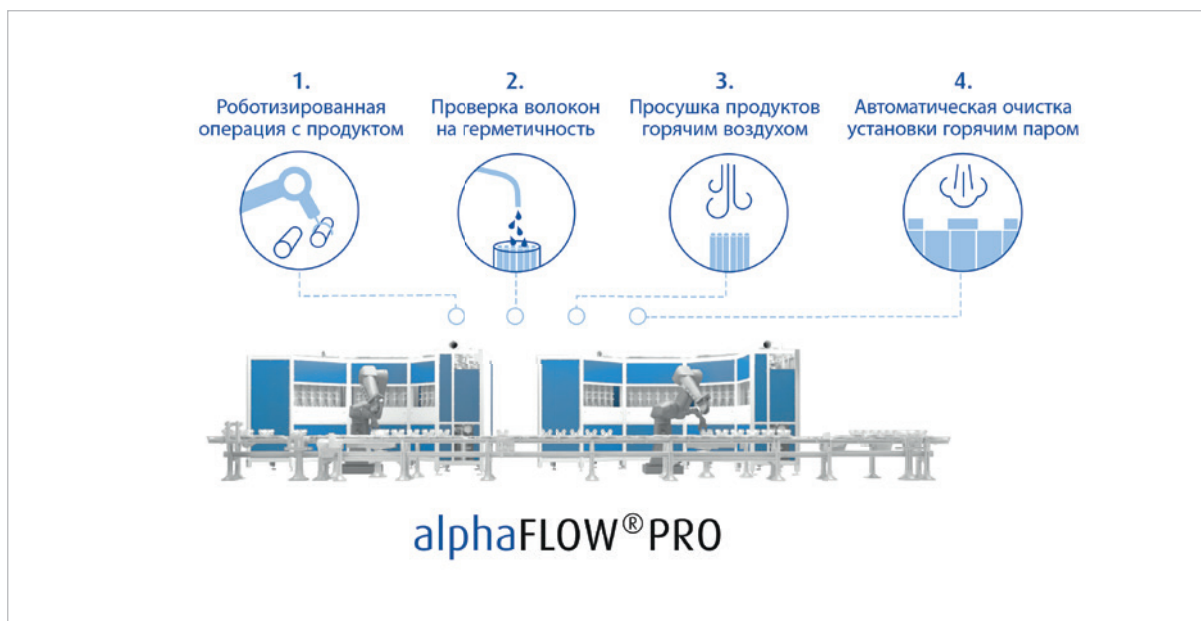 1.
Роботизированная
операция с продуктом
2.
Проверка волокон
на герметичность
3.
Просушка продуктов
горячим воздухом
4.
Автоматическая очистка
установки горячим паром
alphaFLOW®PRO